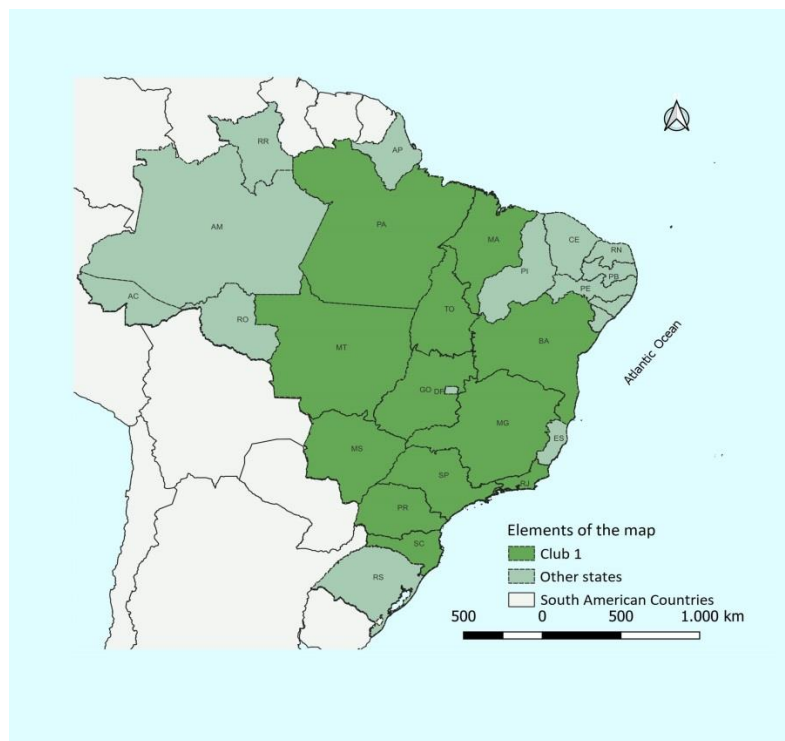 RR
AP
AM
PA
MA
CE
RN
PI
PB
PE
AC
RO
TO
MT
BA
GO DF
MG
MS
ES
SP
RJ
PR
SC
RS
Atlantic Ocean
Elements of the map
Club 1
Other states
South American Countries
500 0 500 1.000 km